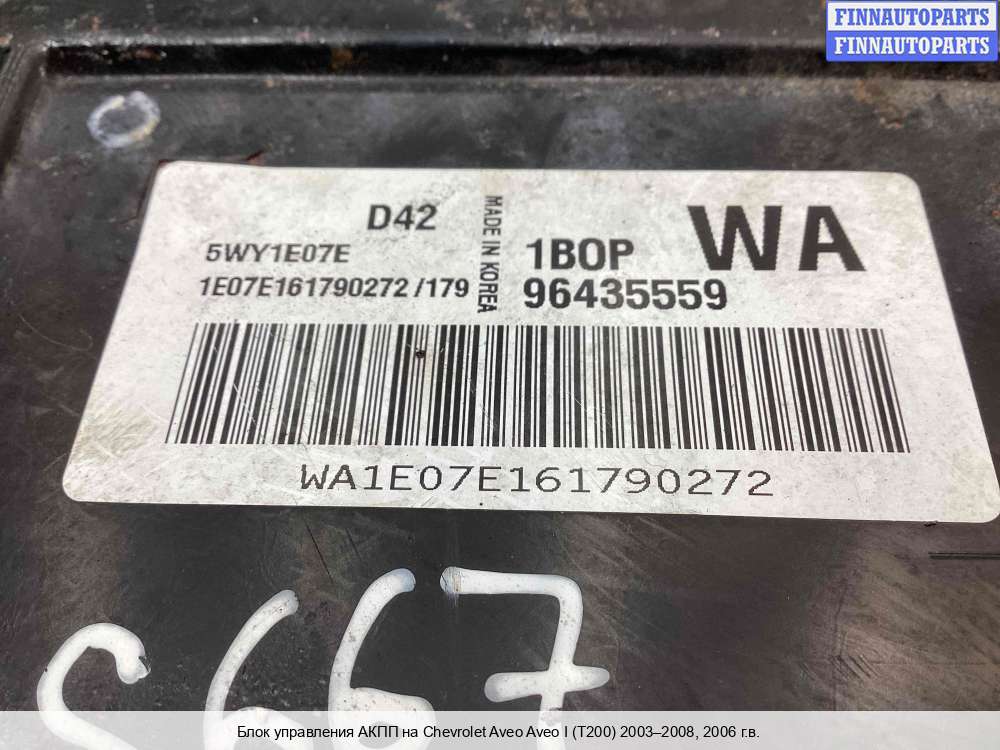 FINNAUTOPARTS
FINNAUTOPARTS
D42
MADE IN KOREA
WA
5WY1E07E
1BOP
1E07E161790272 /179
96435559
WA1E07E161790272
S667
Блок управления АКПП на Chevrolet Aveo Aveo I (T200) 2003–2008, 2006 г.в.